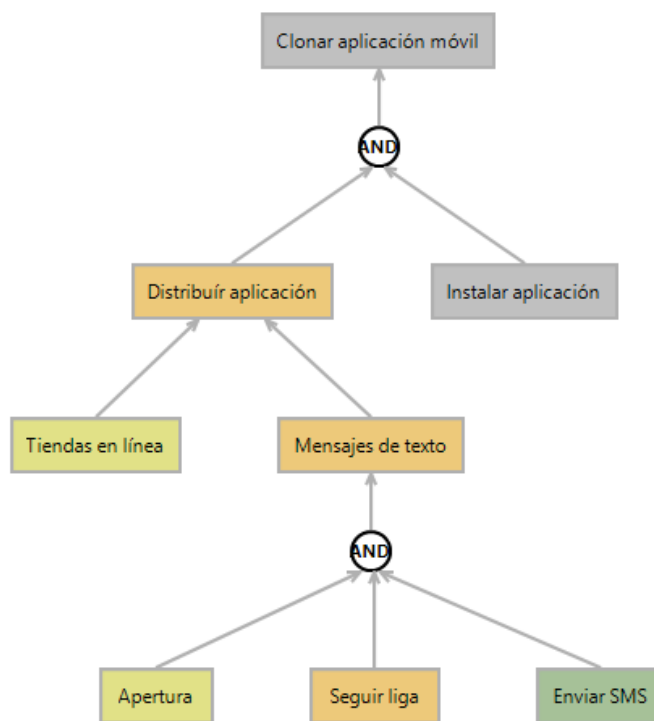 Clonar aplicación móvil
AND
Distribuír aplicación
Instalar aplicación
Tiendas en línea
Mensajes de texto
AND
Apertura
Seguir liga
Enviar SMS